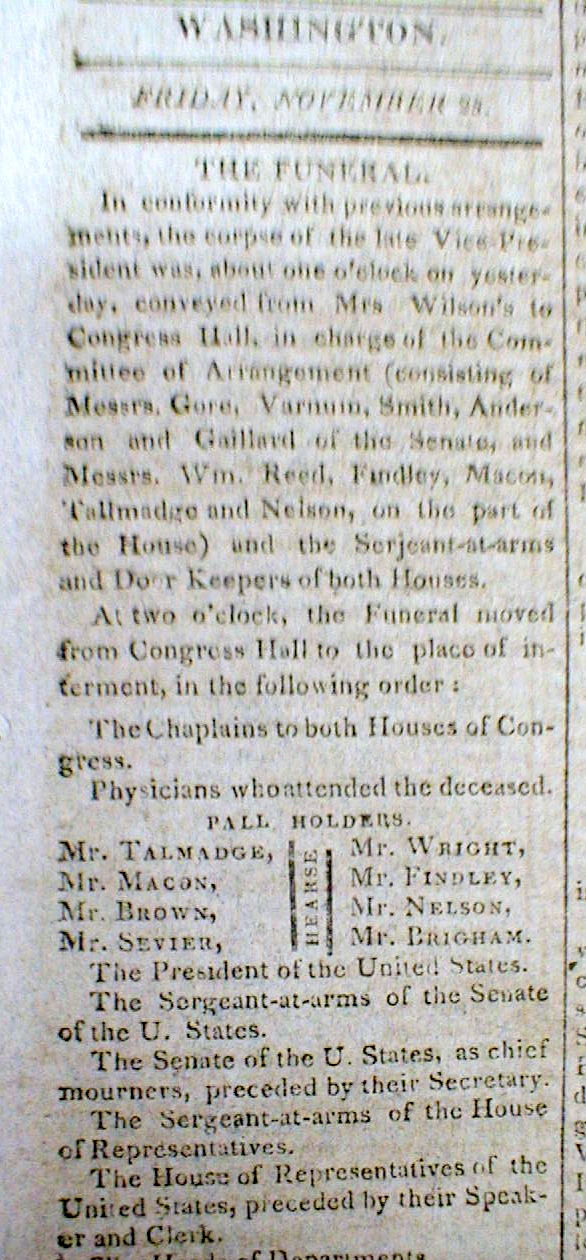 WASHINGTON.
FRIDAY, NOVEMBER 25.
THE FUNERAL.
In conformity with previous arrange-
ments, the corpse of the late Vice-Pre-
sident was, about one o'clock on yester-
day, conveyed from Mrs Wilson's to
Congress Hall, in charge of the Com-
mittee of Arrangement (consisting of
Messrs. Gore, Varnum, Smith, Ander-
son and Gaillard of the Senate, and
Messrs. Wm. Reed, Findley, Macon,
Tallmadge and Nelson, on the part of
the House) and the Serjeant-at-arms
and Door Keepers of both Houses.
At two o'clock, the Funeral moved
from Congress Hall to the place of in-
terment, in the following order:
The Chaplains to both Houses of Con-
gress.
Physicians who attended the deceased.
PALL HOLDERS.
Mr. TALMADGE, HEARSE Mr. WRIGHT,
Mr. MACON, Mr. FINDLEY,
Mr. BROWN, Mr. NELSON,
Mr. SEVIER, Mr. BRIGHAM.
The President of the United States.
The Sergeant-at-arms of the Senate
of the U. States.
The Senate of the U. States, as chief
mourners, preceded by their Secretary.
The Sergeant-at-arms of the House
of Representatives.
The House of Representatives of the
United States, preceded by their Speak-
er and Clerk.
Heads of Departments